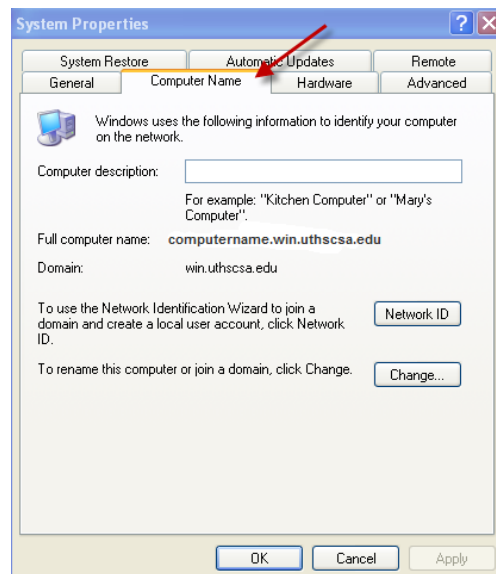 System Properties
System Restore Automatic Updates Remote
General Computer Name Hardware Advanced
Windows uses the following information to identify your computer
on the network.
Computer description:
For example: "Kitchen Computer" or "Mary's
Computer".
Full computer name: computername.win.uthscsa.edu
Domain: win.uthscsa.edu
To use the Network Identification Wizard to join a
domain and create a local user account, click Network
ID.
Network ID
To rename this computer or join a domain, click Change.
Change...
OK Cancel Apply